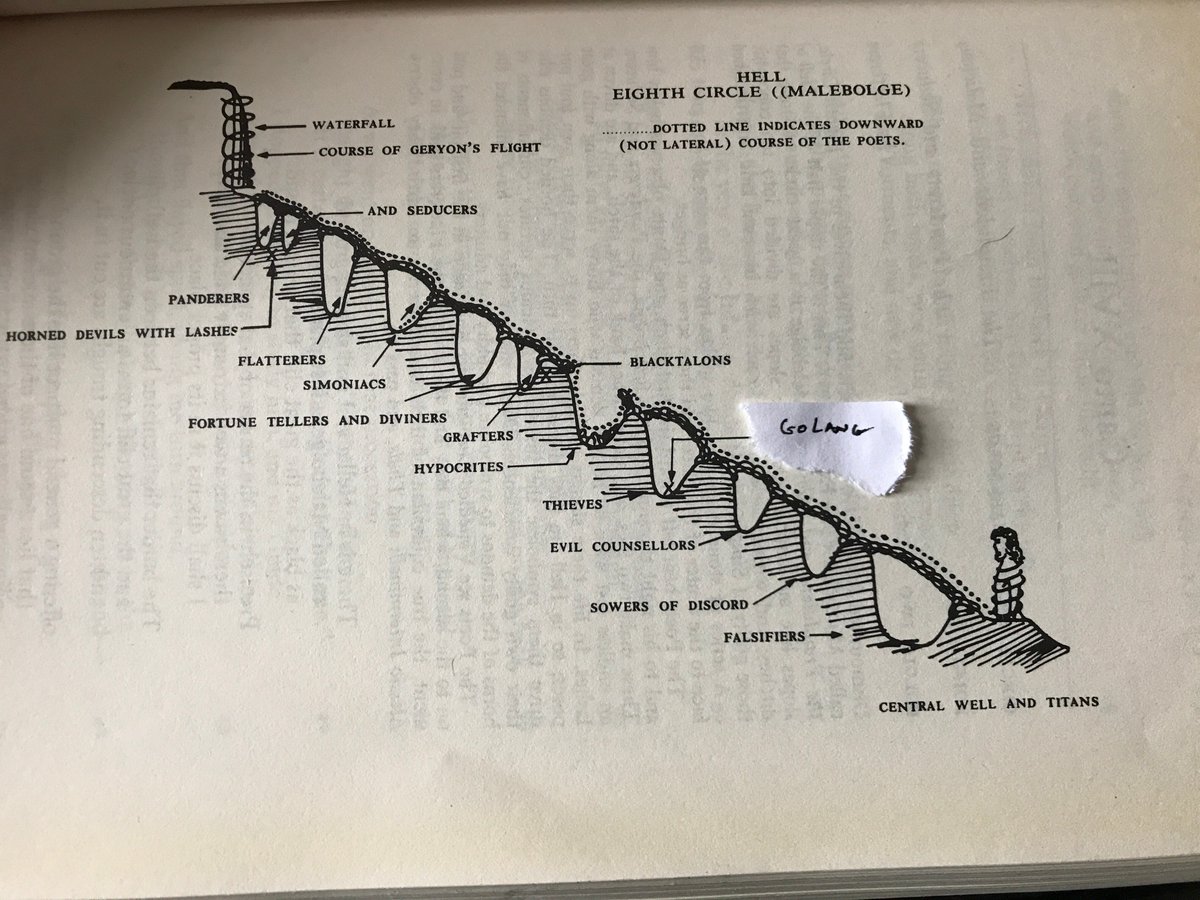 HELL
EIGHTH CIRCLE ((MALEBOLGE)
............DOTTED LINE INDICATES DOWNWARD
(NOT LATERAL) COURSE OF THE POETS.
WATERFALL
COURSE OF GERYON'S FLIGHT
AND SEDUCERS
PANDERERS
HORNED DEVILS WITH LASHES
FLATTERERS
SIMONIACS
BLACKTALONS
FORTUNE TELLERS AND DIVINERS
GRAFTERS
GOLANG
HYPOCRITES
THIEVES
EVIL COUNSELLORS
SOWERS OF DISCORD
FALSIFIERS
CENTRAL WELL AND TITANS